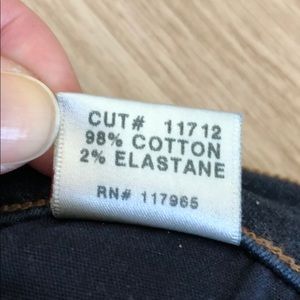 CUT# 11712
98% COTTON
2% ELASTANE
RN# 117965